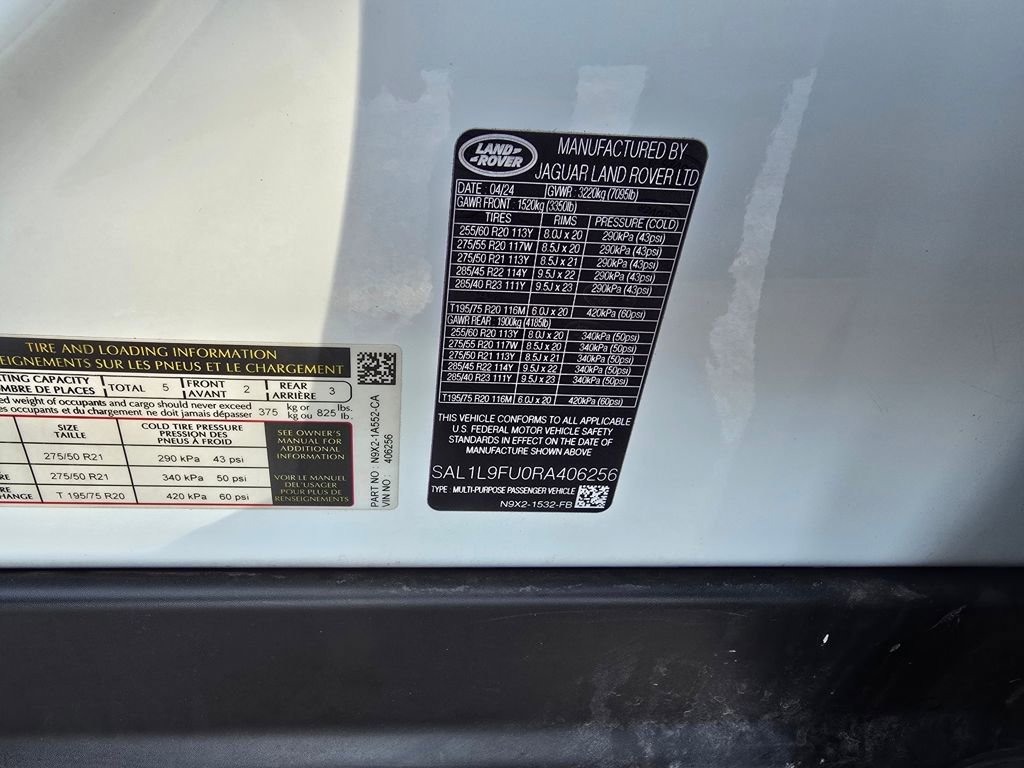 TIRE AND LOADING INFORMATION
EIGNEMENTS SUR LES PNEUS ET LE CHARGEMENT
TING CAPACITY TOTAL 5 FRONT 2 REAR 3
MBRE DE PLACES AVANT ARRIÈRE
ed weight of occupants and cargo should never exceed 375 kg or 825 lbs.
es occupants et du chargement ne doit jamais dépasser kg ou lb.
SIZE COLD TIRE PRESSURE
TAILLE PRESSION DES
PNEUS À FROID
275/50 R21 290 kPa 43 psi
RE 275/50 R21 340 kPa 50 psi
RE
CHANGE T 195/75 R20 420 kPa 60 psi
SEE OWNER'S
MANUAL FOR
ADDITIONAL
INFORMATION
VOIR LE MANUEL
DEL'USAGER
POUR PLUS DE
RENSEIGNEMENTS
PART NO : N9X2-1A552-CA
VIN NO : 406256
LAND-
-ROVER
MANUFACTURED BY
JAGUAR LAND ROVER LTD
DATE : 04/24 GVWR : 3220kg (7095lb)
GAWR FRONT : 1520kg (3350lb)
TIRES RIMS PRESSURE (COLD)
255/60 R20 113Y 8.0J x 20 290kPa (43psi)
275/55 R20 117W 8.5J x 20 290kPa (43psi)
275/50 R21 113Y 8.5J x 21 290kPa (43psi)
285/45 R22 114Y 9.5J x 22 290kPa (43psi)
285/40 R23 111Y 9.5J x 23 290kPa (43psi)
T195/75 R20 116M 6.0J x 20 420kPa (60psi)
GAWR REAR : 1900kg (4185lb)
255/60 R20 113Y 8.0J x 20 340kPa (50psi)
275/55 R20 117W 8.5J x 20 340kPa (50psi)
275/50 R21 113Y 8.5J x 21 340kPa (50psi)
285/45 R22 114Y 9.5J x 22 340kPa (50psi)
285/40 R23 111Y 9.5J x 23 340kPa (50psi)
T195/75 R20 116M 6.0J x 20 420kPa (60psi)
THIS VEHICLE CONFORMS TO ALL APPLICABLE
U.S. FEDERAL MOTOR VEHICLE SAFETY
STANDARDS IN EFFECT ON THE DATE OF
MANUFACTURE SHOWN ABOVE
SAL1L9FU0RA406256
TYPE : MULTI-PURPOSE PASSENGER VEHICLE
N9X2-1532-FB